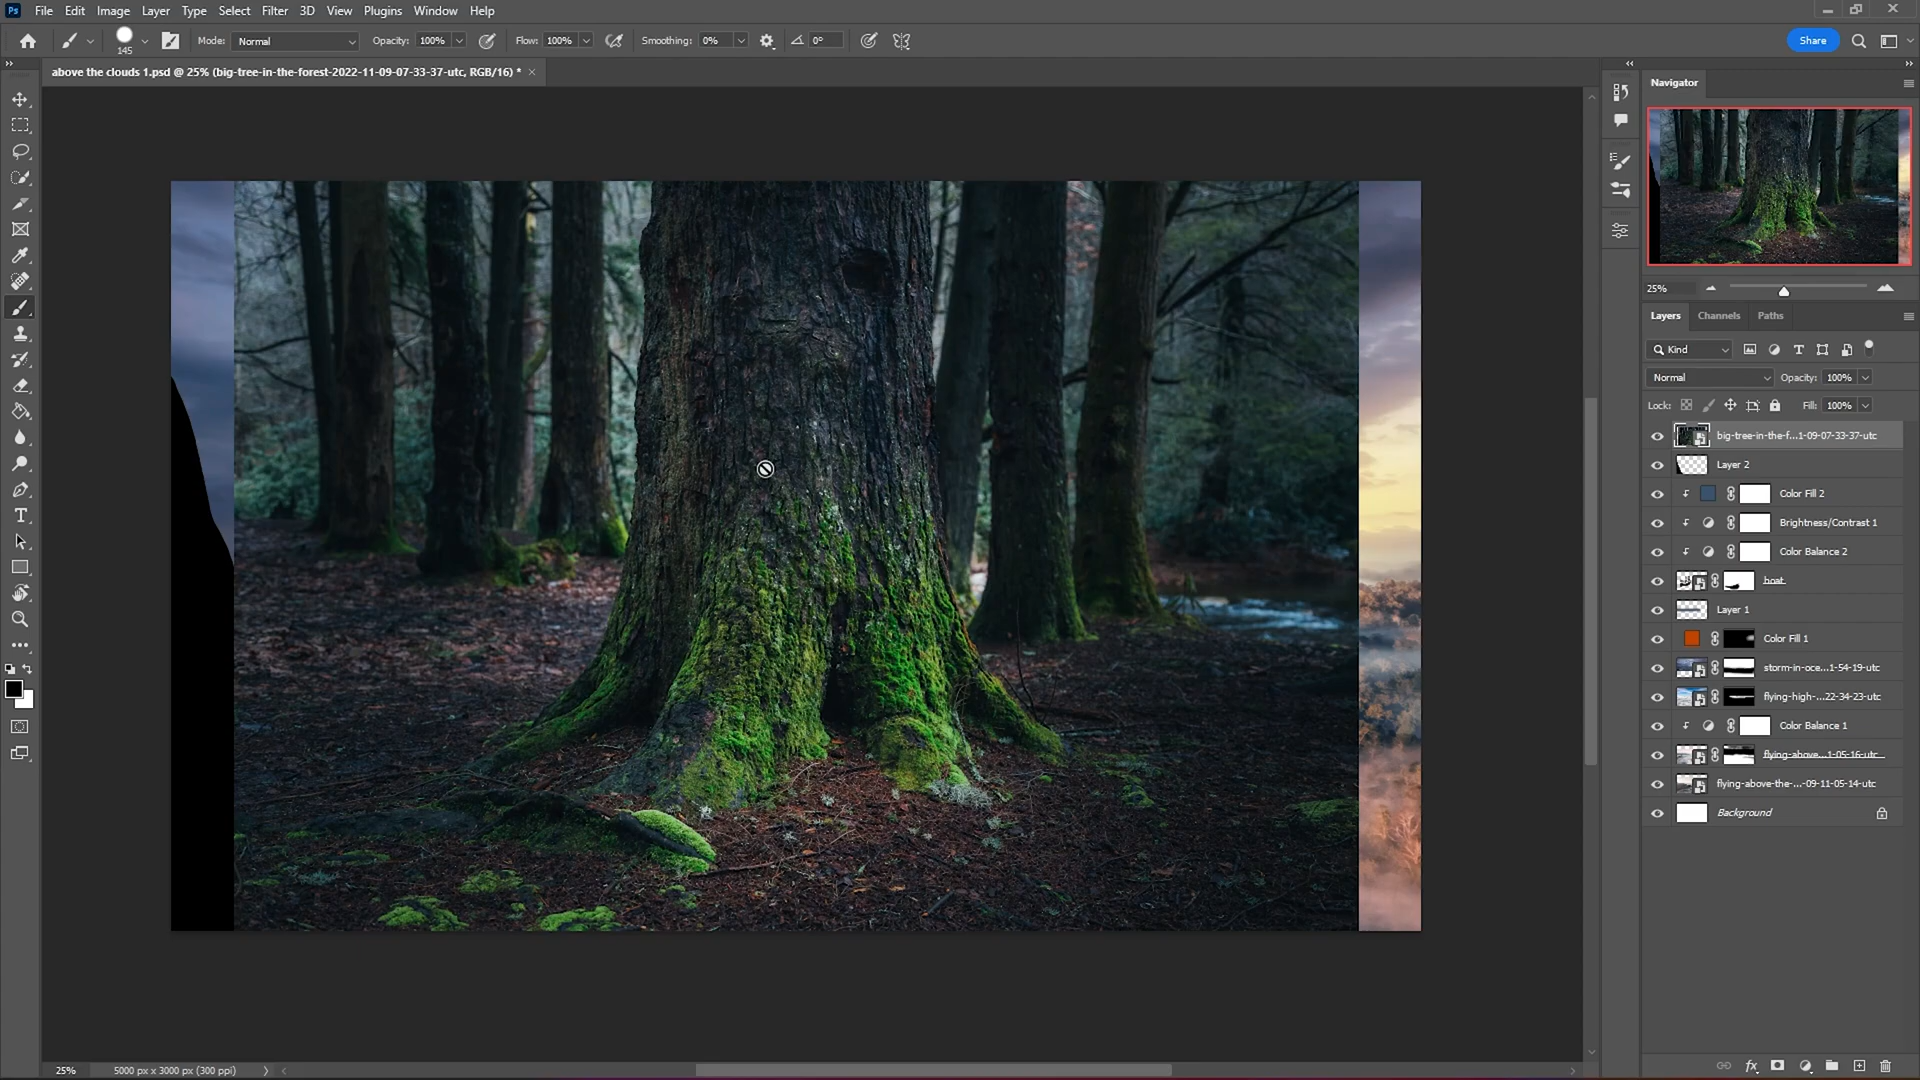 Ps File Edit Image Layer Type Select Filter 3D View Plugins Window Help
145 Mode: Normal Opacity: 100% Flow: 100% Smoothing: 0% 0° Share
above the clouds 1.psd @ 25% (big-tree-in-the-forest-2022-11-09-07-33-37-utc, RGB/16) * ×
Navigator
25%
Layers Channels Paths
Kind
Normal Opacity: 100%
Lock: Fill: 100%
big-tree-in-the-f...1-09-07-33-37-utc
Layer 2
Color Fill 2
Brightness/Contrast 1
Color Balance 2
boat
Layer 1
Color Fill 1
storm-in-oce...1-54-19-utc
flying-high-...22-34-23-utc
Color Balance 1
flying-above...1-05-16-utc
flying-above-the-...-09-11-05-14-utc
Background
25% 5000 px x 3000 px (300 ppi)